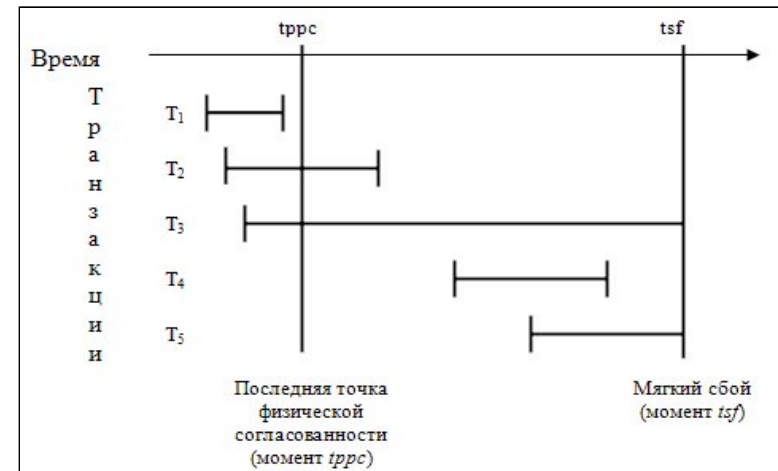 tppc
tsf
Время
Т
р
а
н
з
а
к
ц
и
и
T₁
T₂
T₃
T₄
T₅
Последняя точка
физической
согласованности
(момент tppc)
Мягкий сбой
(момент tsf)